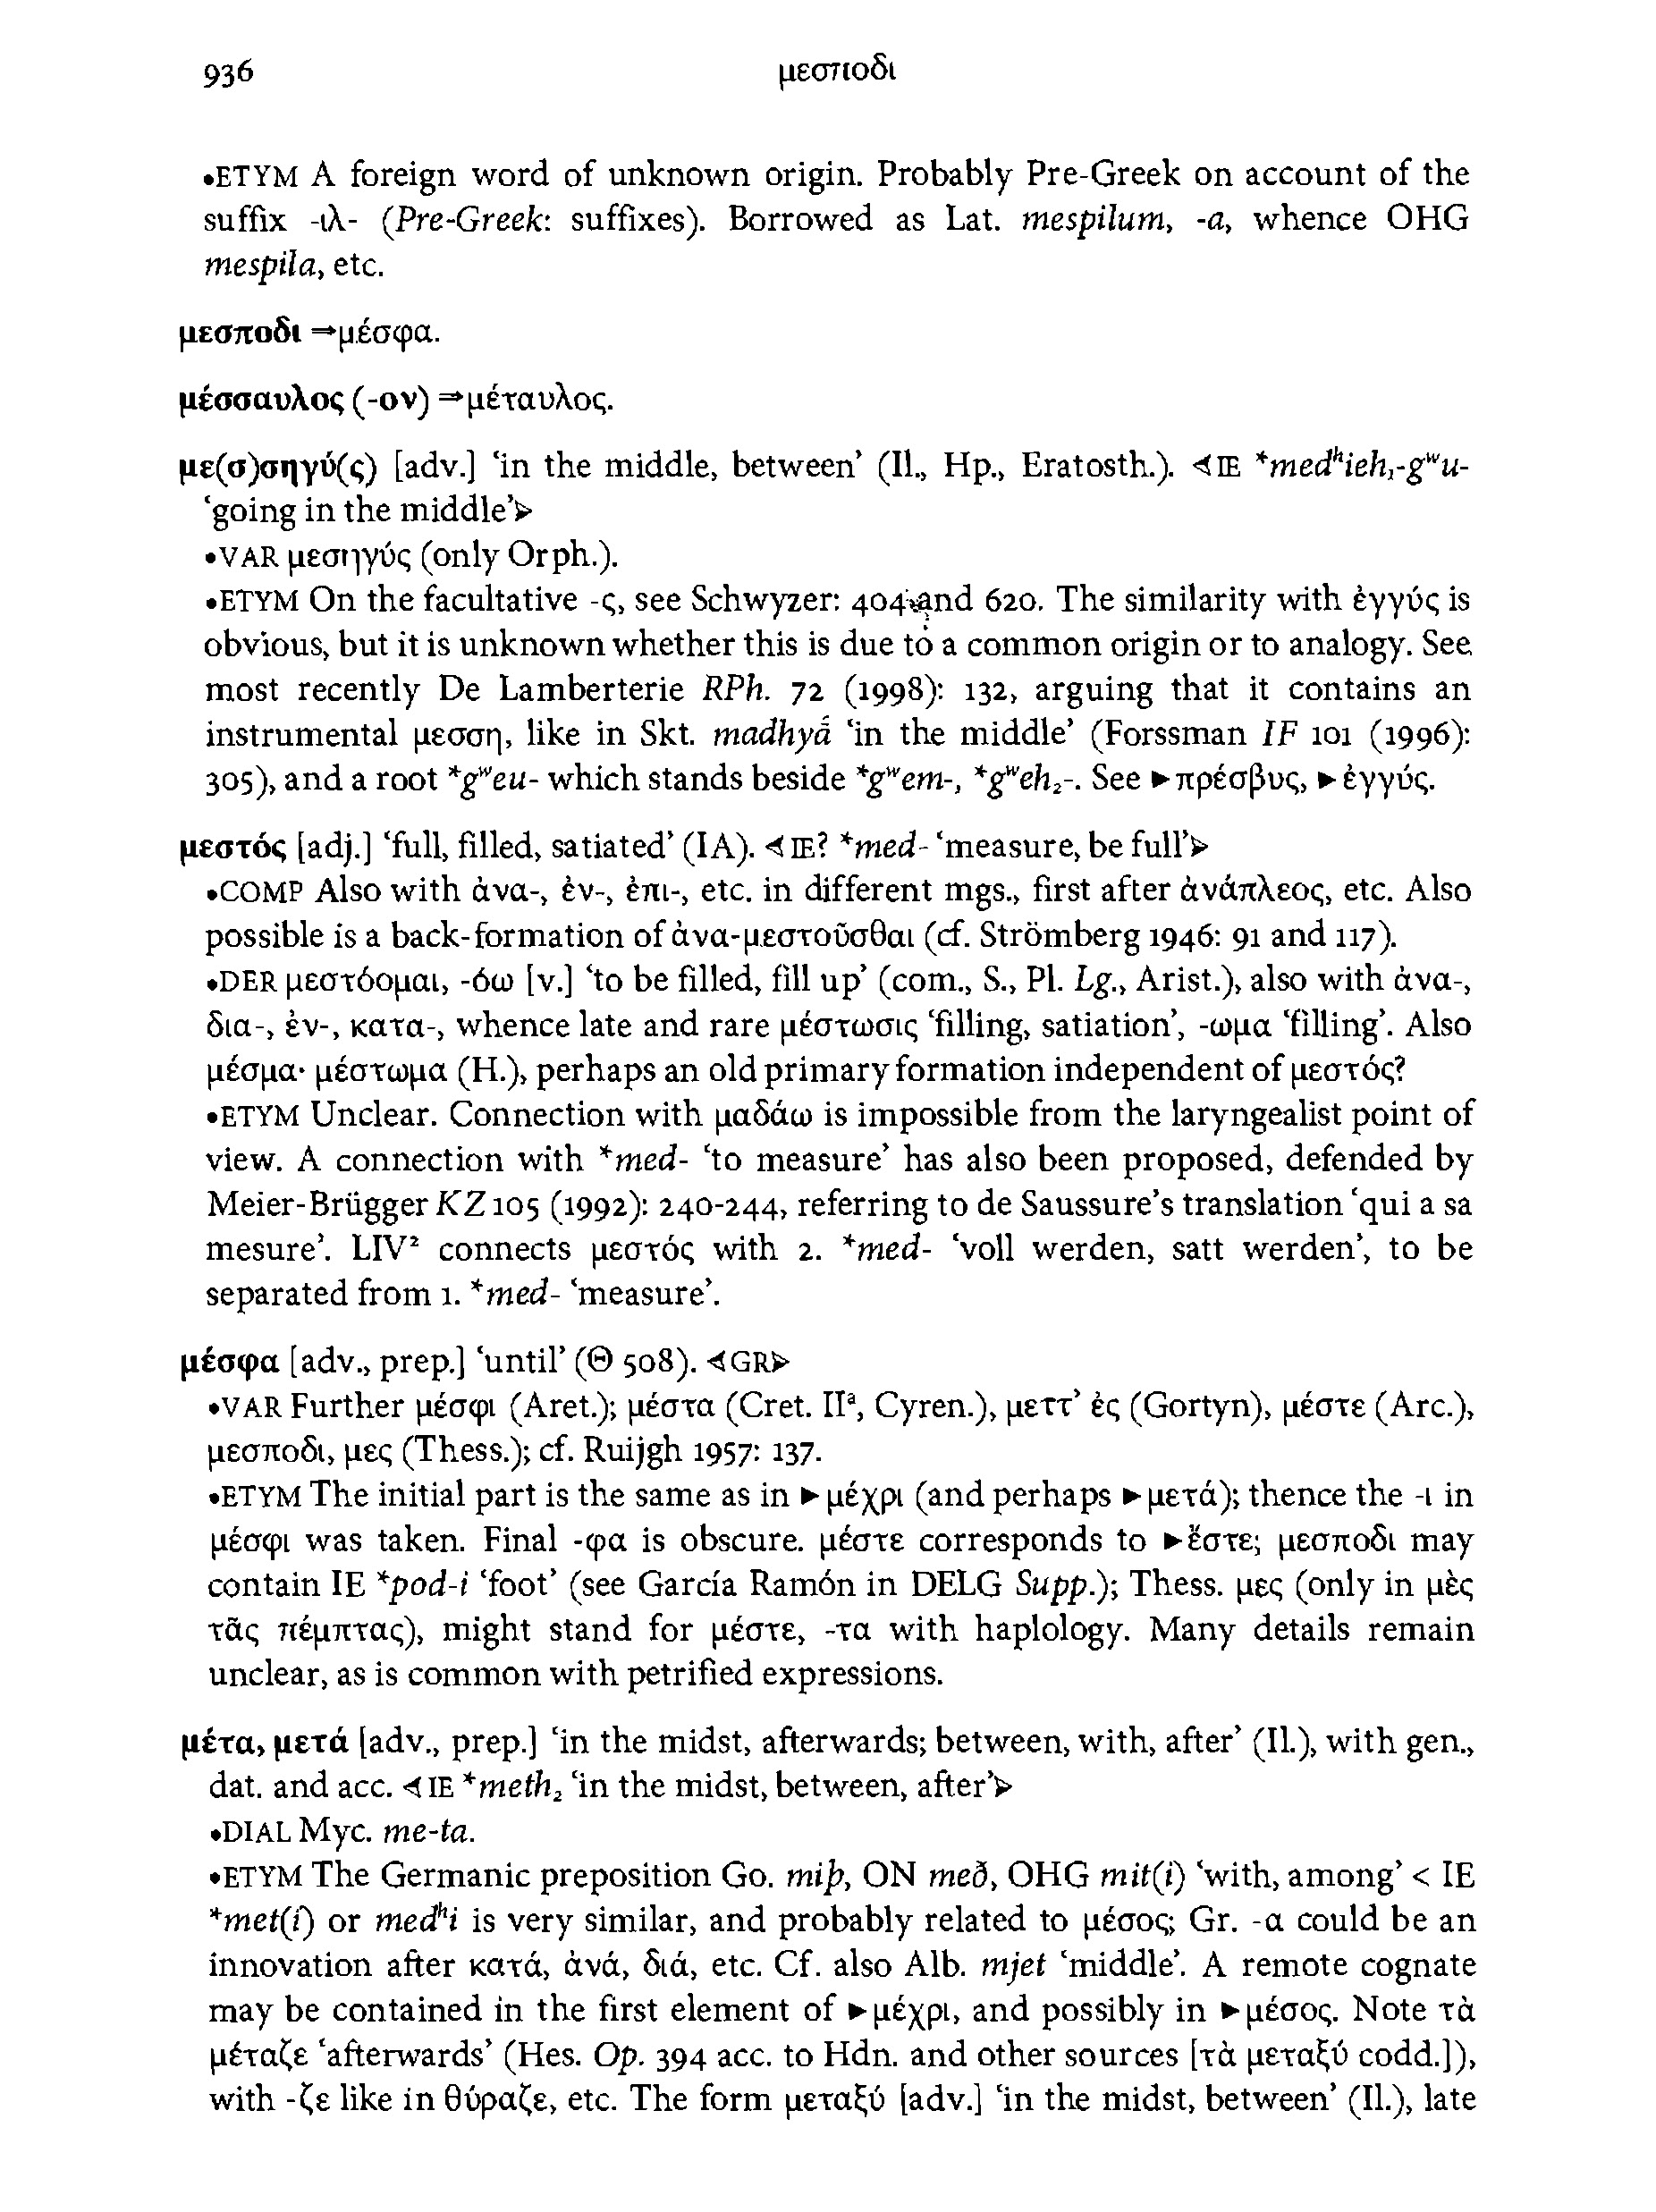 936 μεσποδι
•ETYM A foreign word of unknown origin. Probably Pre-Greek on account of the
suffix -ιλ- (Pre-Greek: suffixes). Borrowed as Lat. mespilum, -a, whence OHG
mespila, etc.
μεσποδι ⇒μέσφα.
μέσσαυλος (-ον) ⇒μέταυλος.
με(σ)σηγύ(ς) [adv.] ‘in the middle, between’ (Il., Hp., Eratosth.). ⋖IE *medʰieh₁-gʷu-
‘going in the middle’⋗
•VAR μεσηγύς (only Orph.).
•ETYM On the facultative -ς, see Schwyzer: 404 and 620. The similarity with ἐγγύς is
obvious, but it is unknown whether this is due to a common origin or to analogy. See
most recently De Lamberterie RPh. 72 (1998): 132, arguing that it contains an
instrumental μεσση, like in Skt. madhyā́ ‘in the middle’ (Forssman IF 101 (1996):
305), and a root *gʷeu- which stands beside *gʷem-, *gʷeh₂-. See ►πρέσβυς, ►ἐγγύς.
μεστός [adj.] ‘full, filled, satiated’ (IA). ⋖IE? *med- ‘measure, be full’⋗
•COMP Also with ἀνα-, ἐν-, ἐπι-, etc. in different mgs., first after ἀνάπλεος, etc. Also
possible is a back-formation of ἀνα-μεστοῦσθαι (cf. Strömberg 1946: 91 and 117).
•DER μεστόομαι, -όω [v.] ‘to be filled, fill up’ (com., S., Pl. Lg., Arist.), also with ἀνα-,
δια-, ἐν-, κατα-, whence late and rare μέστωσις ‘filling, satiation’, -ωμα ‘filling’. Also
μέσμα· μέστωμα (H.), perhaps an old primary formation independent of μεστός?
•ETYM Unclear. Connection with μαδάω is impossible from the laryngealist point of
view. A connection with *med- ‘to measure’ has also been proposed, defended by
Meier-Brügger KZ 105 (1992): 240-244, referring to de Saussure’s translation ‘qui a sa
mesure’. LIV² connects μεστός with 2. *med- ‘voll werden, satt werden’, to be
separated from 1. *med- ‘measure’.
μέσφα [adv., prep.] ‘until’ (Θ 508). ⋖GR⋗
•VAR Further μέσφι (Aret.); μέστα (Cret. IIᵃ, Cyren.), μεττ’ ἐς (Gortyn), μέστε (Arc.),
μεσποδι, μες (Thess.); cf. Ruijgh 1957: 137.
•ETYM The initial part is the same as in ►μέχρι (and perhaps ►μετά); thence the -ι in
μέσφι was taken. Final -φα is obscure. μέστε corresponds to ►ἔστε; μεσποδι may
contain IE *pod-i ‘foot’ (see García Ramón in DELG Supp.); Thess. μες (only in μὲς
τᾶς πέμπτας), might stand for μέστε, -τα with haplology. Many details remain
unclear, as is common with petrified expressions.
μέτα, μετά [adv., prep.] ‘in the midst, afterwards; between, with, after’ (Il.), with gen.,
dat. and acc. ⋖IE *meth₂ ‘in the midst, between, after’⋗
•DIAL Myc. me-ta.
•ETYM The Germanic preposition Go. miþ, ON með, OHG mit(i) ‘with, among’ < IE
*met(i) or medʰi is very similar, and probably related to μέσος; Gr. -α could be an
innovation after κατά, ἀνά, διά, etc. Cf. also Alb. mjet ‘middle’. A remote cognate
may be contained in the first element of ►μέχρι, and possibly in ►μέσος. Note τὰ
μέταζε ‘afterwards’ (Hes. Op. 394 acc. to Hdn. and other sources [τὰ μεταξύ codd.]),
with -ζε like in θύραζε, etc. The form μεταξύ [adv.] ‘in the midst, between’ (Il.), late